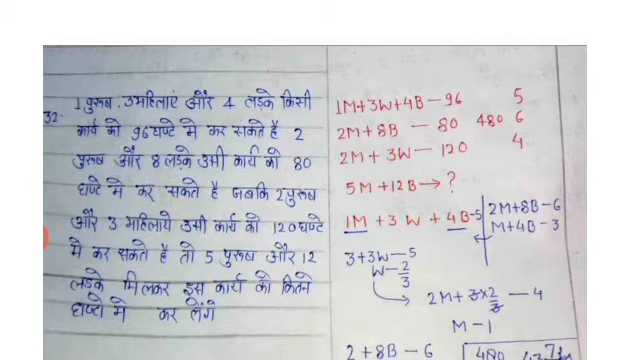 32-
1 पुरूष . 3 महिलाएं और 4 लड़के किसी
कार्य को 96 घण्टे मे कर सकते है 2
पुरूष और 8 लड़के उसी कार्य को 80
घण्टे मे कर सकते है जबकि 2 पुरूष
और 3 महिलाये उसी कार्य को 120 घण्टे
मे कर सकते है तो 5 पुरूष और 12
लडके मिलकर इस कार्य को कितने
घण्टो मे कर लेंगे
1M+3W+4B - 96 5
2M+8B - 80 480 6
2M+3W - 120 4
5M+12B → ?
1M+3W+4B-5
2M+8B-6
M+4B-3
3+3W-5
W-2/3
2M+3×2/3 - 4
M-1
2+8B-6
480